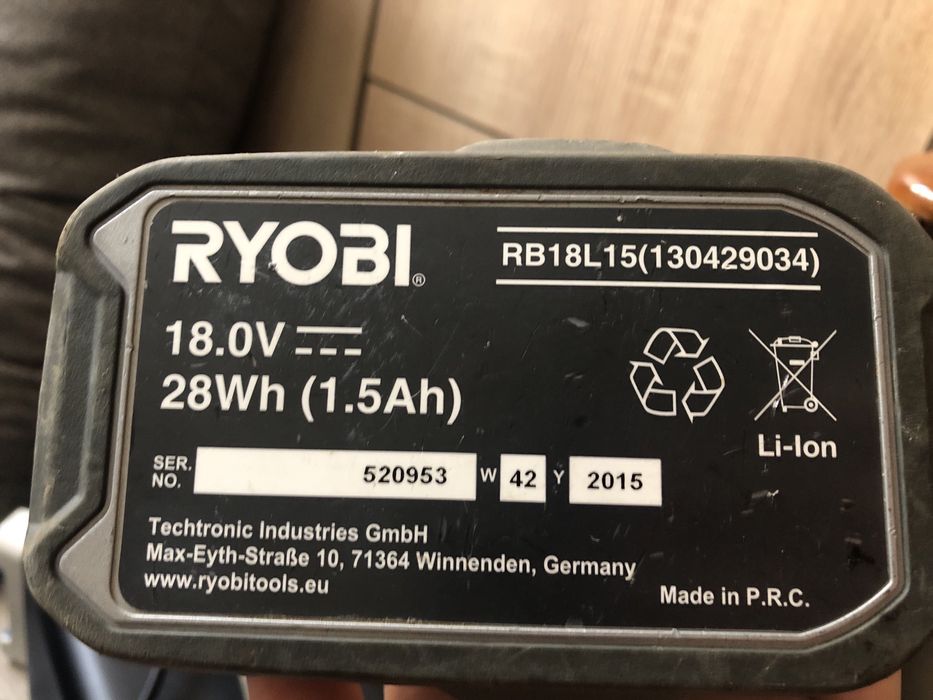 RYOBI®
RB18L15(130429034)
18.0V
28Wh (1.5Ah)
Li-Ion
SER. NO. 520953 W 42 Y 2015
Techtronic Industries GmbH
Max-Eyth-Straße 10, 71364 Winnenden, Germany
www.ryobitools.eu
Made in P.R.C.